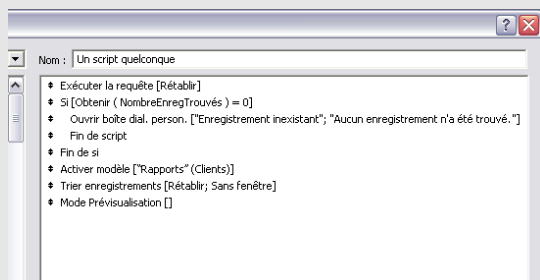 Nom : Un script quelconque
Exécuter la requête [Rétablir]
Si [Obtenir ( NombreEnregTrouvés ) = 0]
Ouvrir boîte dial. person. ["Enregistrement inexistant"; "Aucun enregistrement n'a été trouvé."]
Fin de script
Fin de si
Activer modèle ["Rapports" (Clients)]
Trier enregistrements [Rétablir; Sans fenêtre]
Mode Prévisualisation []